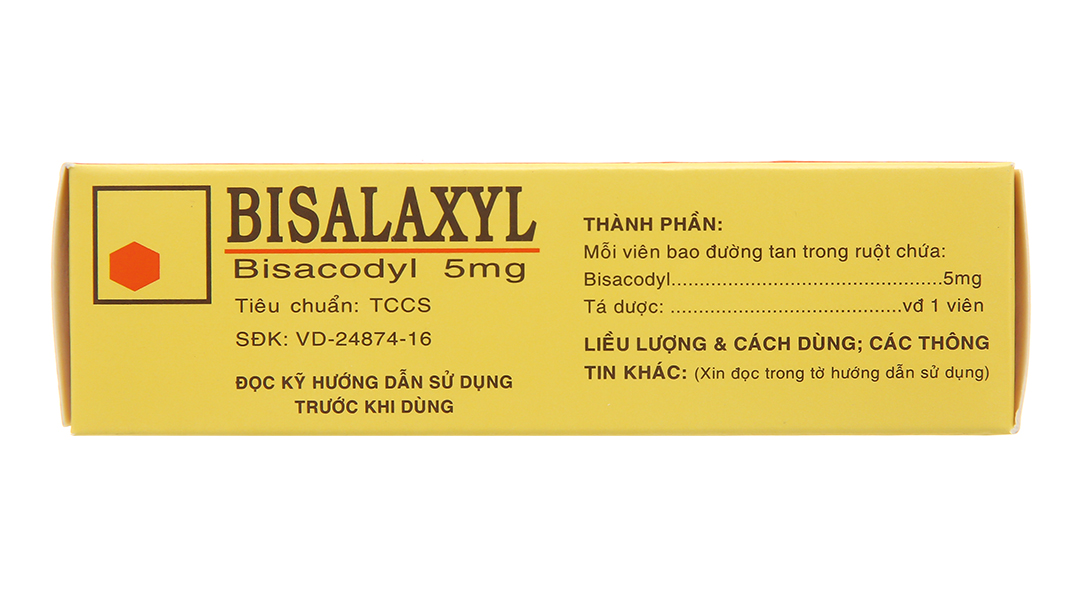 BISALAXYL
Bisacodyl 5mg
Tiêu chuẩn: TCCS
SĐK: VD-24874-16
ĐỌC KỸ HƯỚNG DẪN SỬ DỤNG
TRƯỚC KHI DÙNG
THÀNH PHẦN:
Mỗi viên bao đường tan trong ruột chứa:
Bisacodyl................................................5mg
Tá dược: .........................................vđ 1 viên
LIỀU LƯỢNG & CÁCH DÙNG; CÁC THÔNG
TIN KHÁC: (Xin đọc trong tờ hướng dẫn sử dụng)